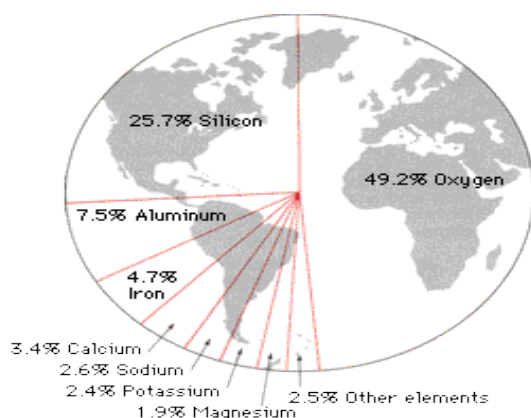 25.7% Silicon
49.2% Oxygen
7.5% Aluminum
4.7%
Iron
3.4% Calcium
2.6% Sodium
2.4% Potassium
1.9% Magnesium
2.5% Other elements